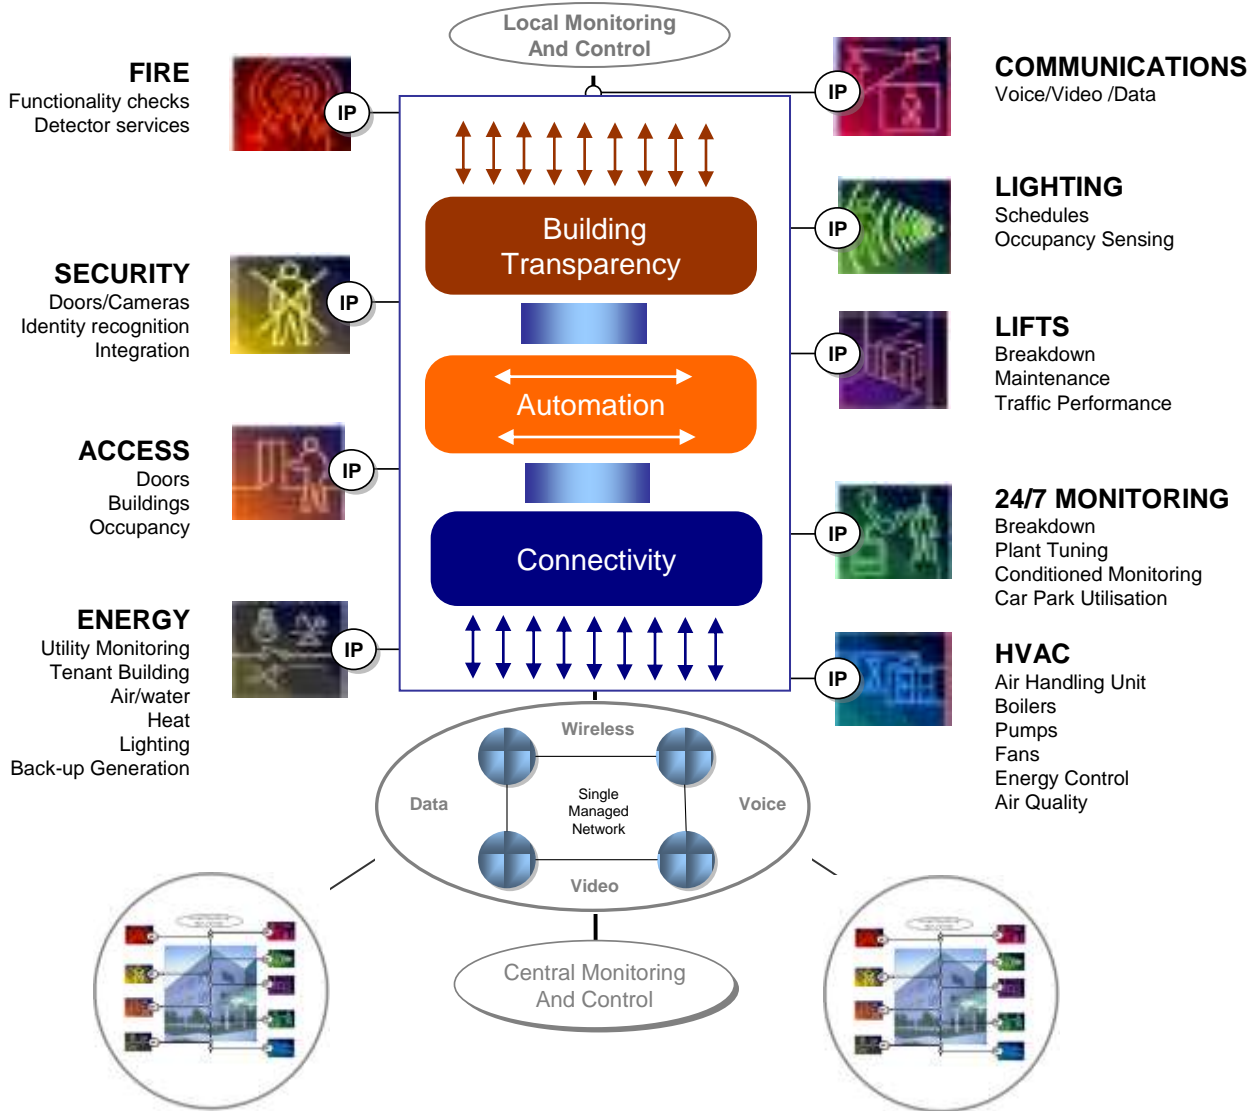 Local Monitoring
And Control
FIRE
Functionality checks
Detector services
IP
SECURITY
Doors/Cameras
Identity recognition
Integration
IP
ACCESS
Doors
Buildings
Occupancy
IP
ENERGY
Utility Monitoring
Tenant Building
Air/water
Heat
Lighting
Back-up Generation
IP
Building
Transparency
Automation
Connectivity
IP
COMMUNICATIONS
Voice/Video /Data
IP
LIGHTING
Schedules
Occupancy Sensing
IP
LIFTS
Breakdown
Maintenance
Traffic Performance
IP
24/7 MONITORING
Breakdown
Plant Tuning
Conditioned Monitoring
Car Park Utilisation
IP
HVAC
Air Handling Unit
Boilers
Pumps
Fans
Energy Control
Air Quality
Wireless
Data
Single
Managed
Network
Voice
Video
Central Monitoring
And Control